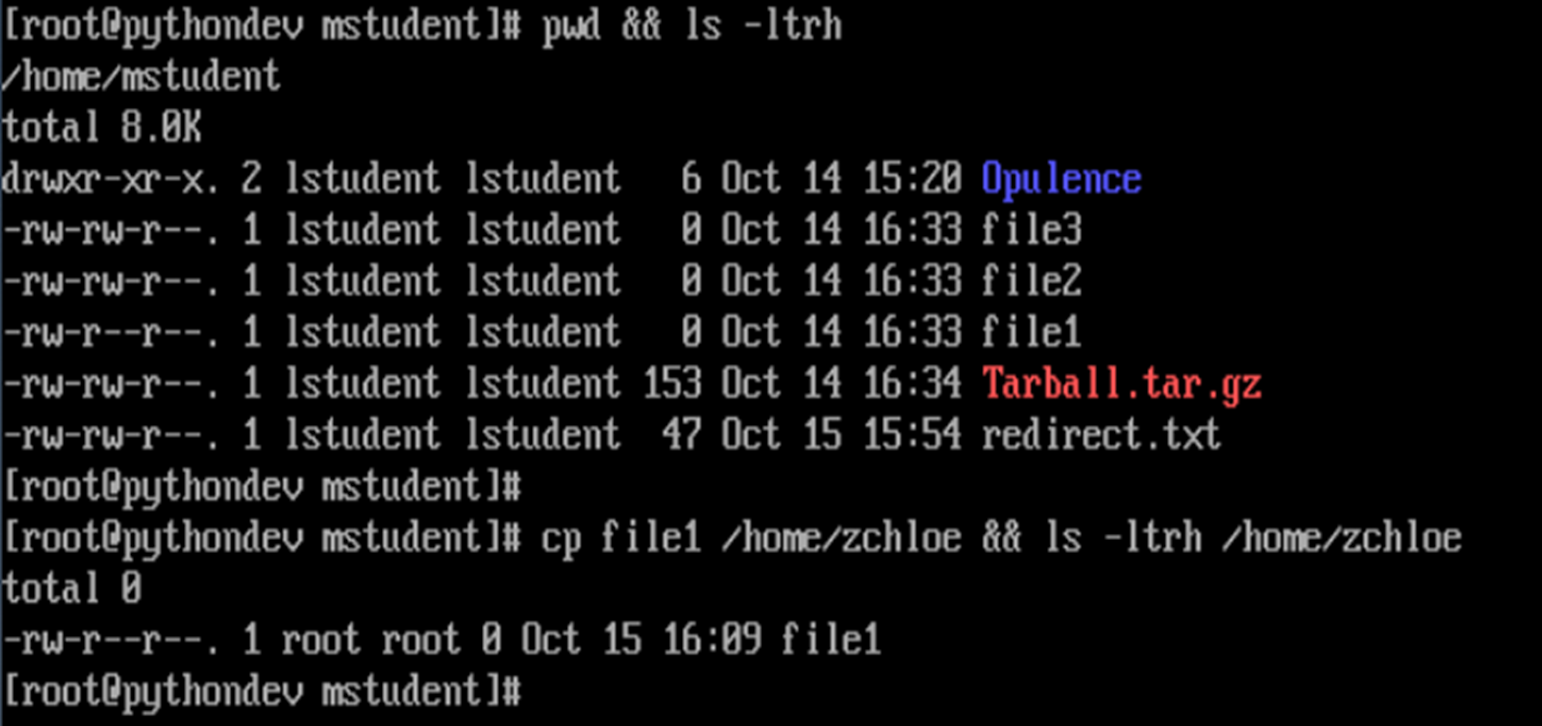 [root@pythondev mstudent]# pwd && ls -ltrh
/home/mstudent
total 8.0K
drwxr-xr-x. 2 lstudent lstudent   6 Oct 14 15:20 Opulence
-rw-rw-r--. 1 lstudent lstudent   0 Oct 14 16:33 file3
-rw-rw-r--. 1 lstudent lstudent   0 Oct 14 16:33 file2
-rw-r--r--. 1 lstudent lstudent   0 Oct 14 16:33 file1
-rw-rw-r--. 1 lstudent lstudent 153 Oct 14 16:34 Tarball.tar.gz
-rw-rw-r--. 1 lstudent lstudent  47 Oct 15 15:54 redirect.txt
[root@pythondev mstudent]#
[root@pythondev mstudent]# cp file1 /home/zchloe && ls -ltrh /home/zchloe
total 0
-rw-r--r--. 1 root root 0 Oct 15 16:09 file1
[root@pythondev mstudent]#